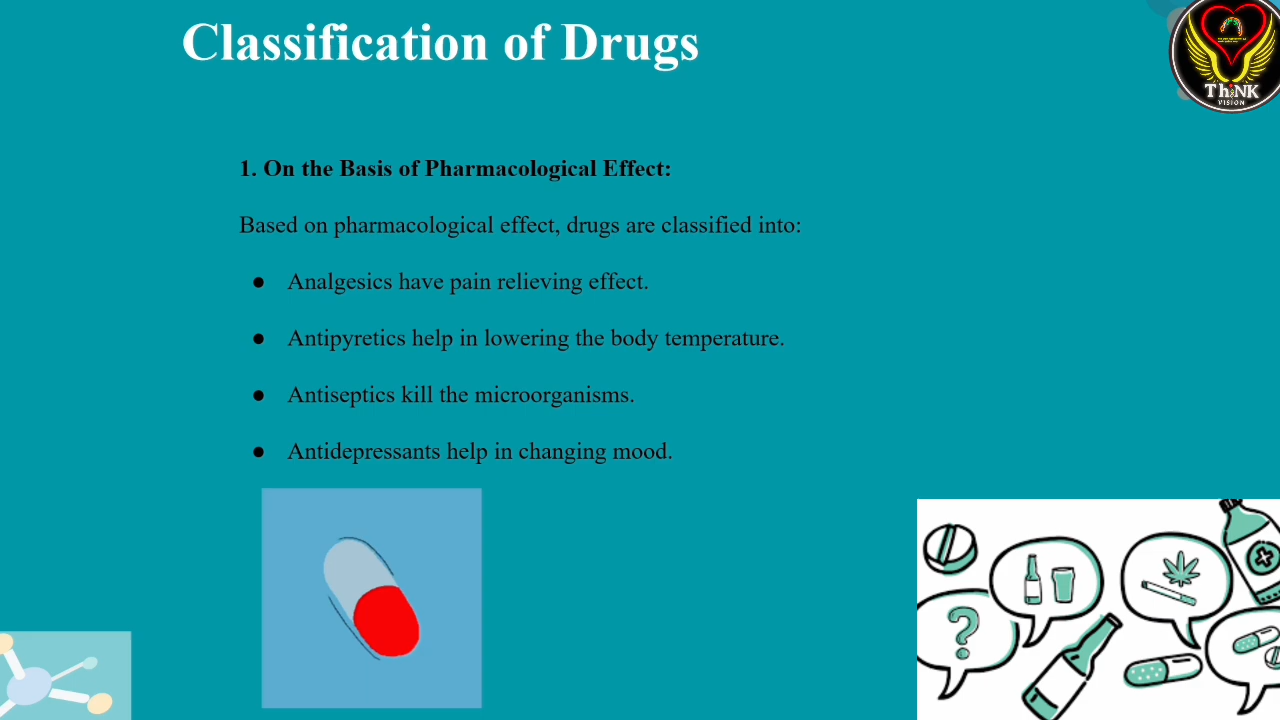 Classification of Drugs
ThiNK
VISION
1. On the Basis of Pharmacological Effect:
Based on pharmacological effect, drugs are classified into:
● Analgesics have pain relieving effect.
● Antipyretics help in lowering the body temperature.
● Antiseptics kill the microorganisms.
● Antidepressants help in changing mood.
?